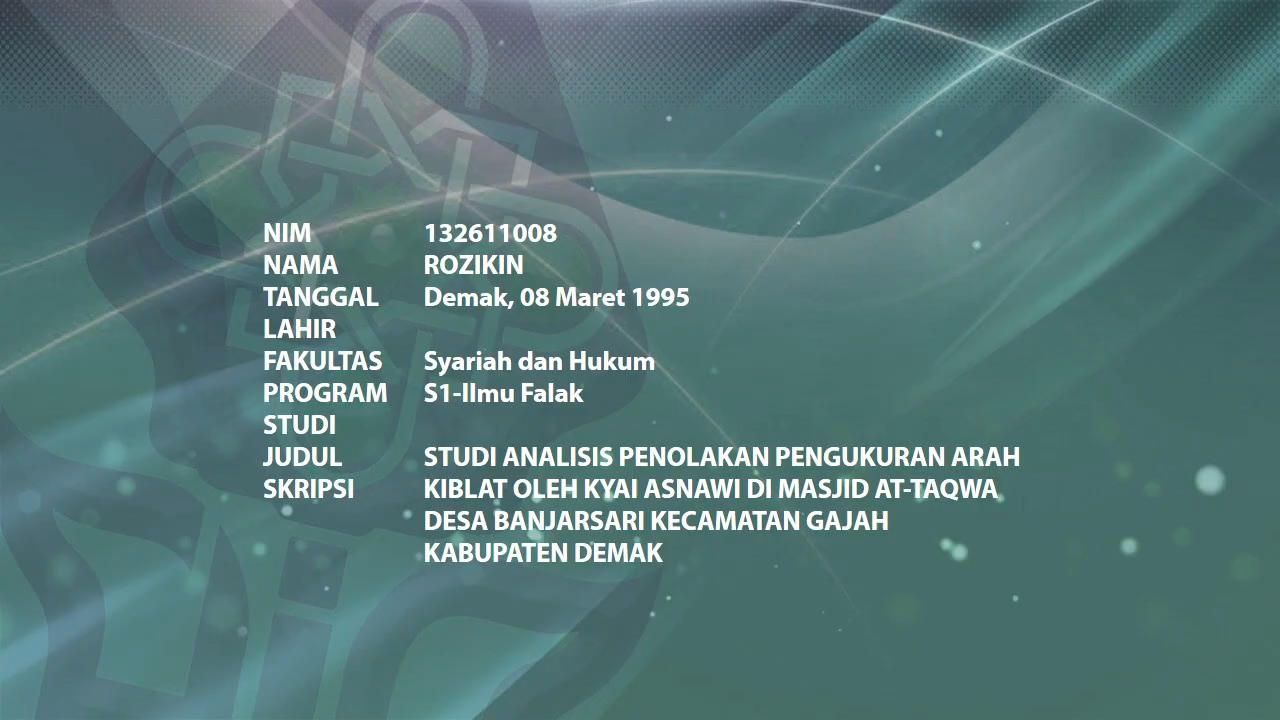 NIM 132611008
NAMA ROZIKIN
TANGGAL Demak, 08 Maret 1995
LAHIR
FAKULTAS Syariah dan Hukum
PROGRAM S1-Ilmu Falak
STUDI
JUDUL STUDI ANALISIS PENOLAKAN PENGUKURAN ARAH
SKRIPSI KIBLAT OLEH KYAI ASNAWI DI MASJID AT-TAQWA
DESA BANJARSARI KECAMATAN GAJAH
KABUPATEN DEMAK